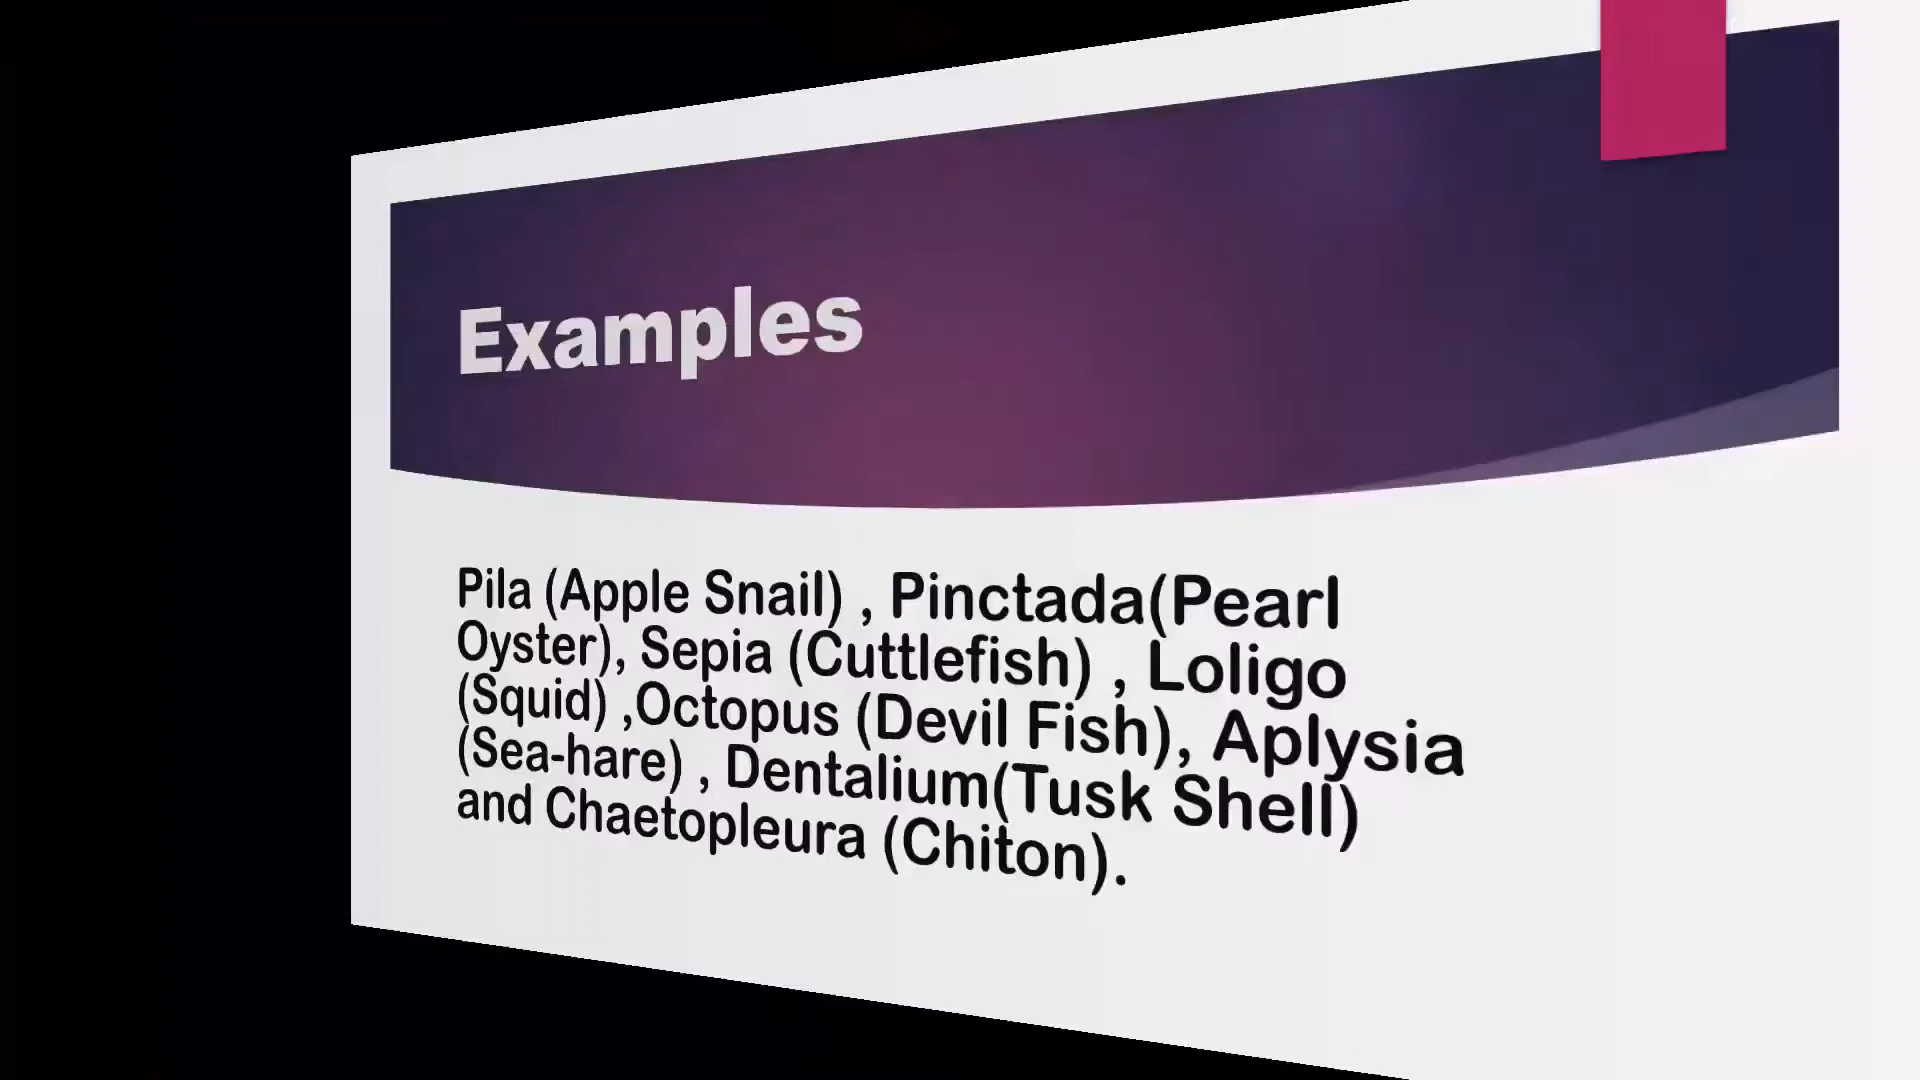 Examples
Pila (Apple Snail) , Pinctada(Pearl
Oyster), Sepia (Cuttlefish) , Loligo
(Squid) ,Octopus (Devil Fish), Aplysia
(Sea-hare) , Dentalium(Tusk Shell)
and Chaetopleura (Chiton).